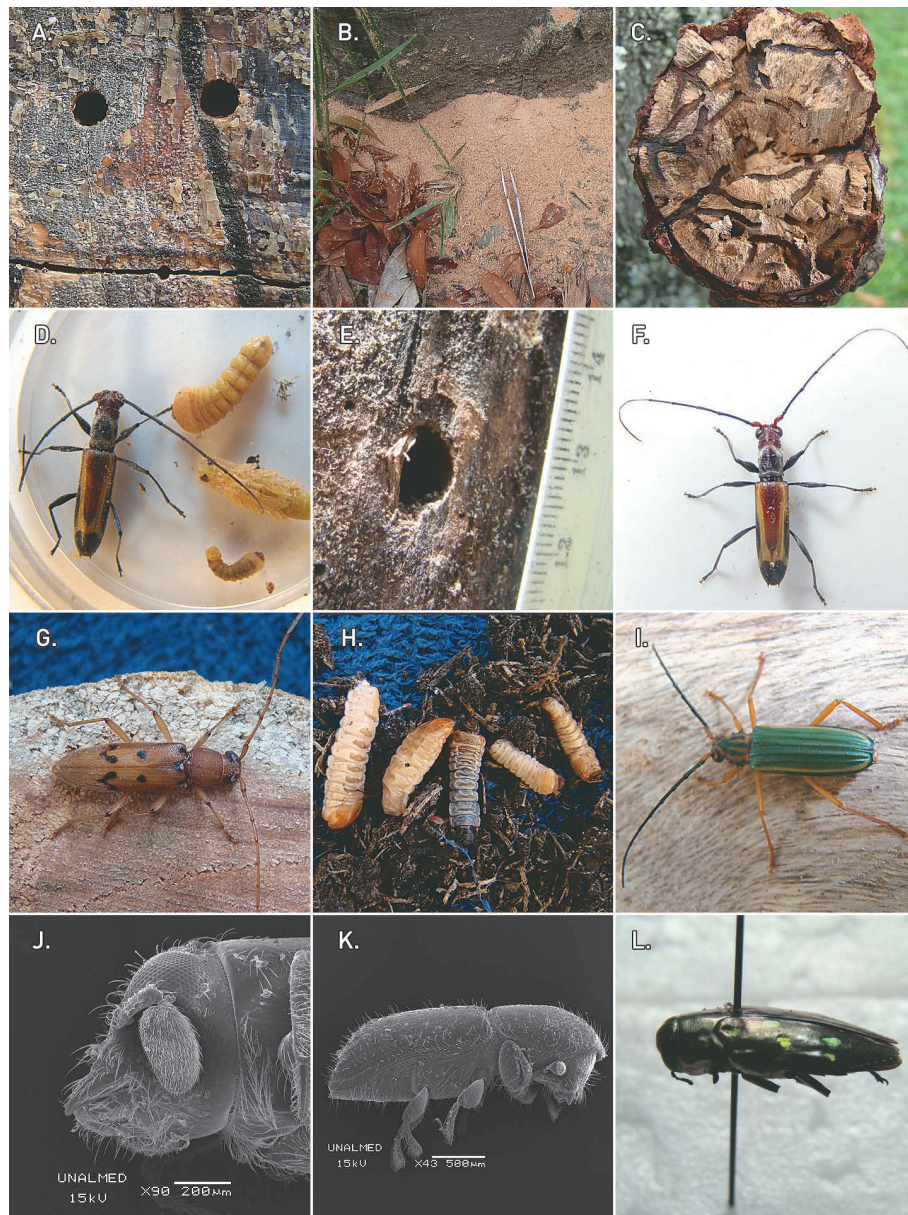 A.
B.
C.
D.
E.
14
13
12
F.
G.
H.
I.
J.
UNALMED
15kV
X90 200μm
K.
UNALMED
15kV
X43 500μm
L.